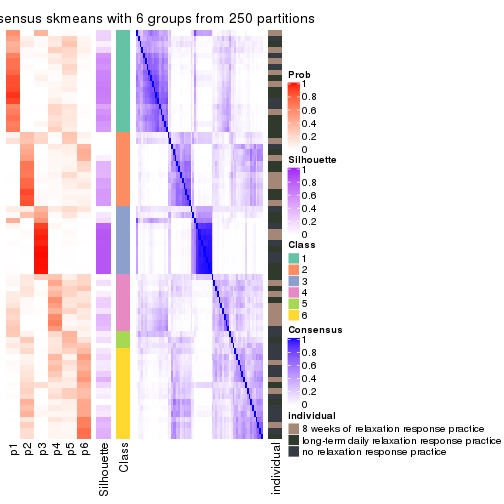 sensus skmeans with 6 groups from 250 partitions
Prob
1
0.8
0.6
0.4
0.2
0
Silhouette
1
0.8
0.6
0.4
0.2
0
Class
1
2
3
4
5
6
Consensus
1
0.8
0.6
0.4
0.2
0
individual
8 weeks of relaxation response practice
long-term daily relaxation response practice
no relaxation response practice
p1
p2
p3
p4
p5
p6
Silhouette
Class
individual